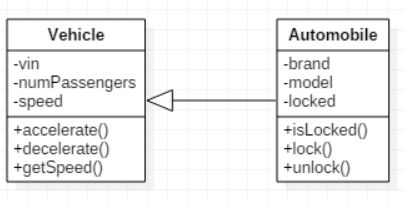 Vehicle
-vin
-numPassengers
-speed
+accelerate()
+decelerate()
+getSpeed()
Automobile
-brand
-model
-locked
+isLocked()
+lock()
+unlock()